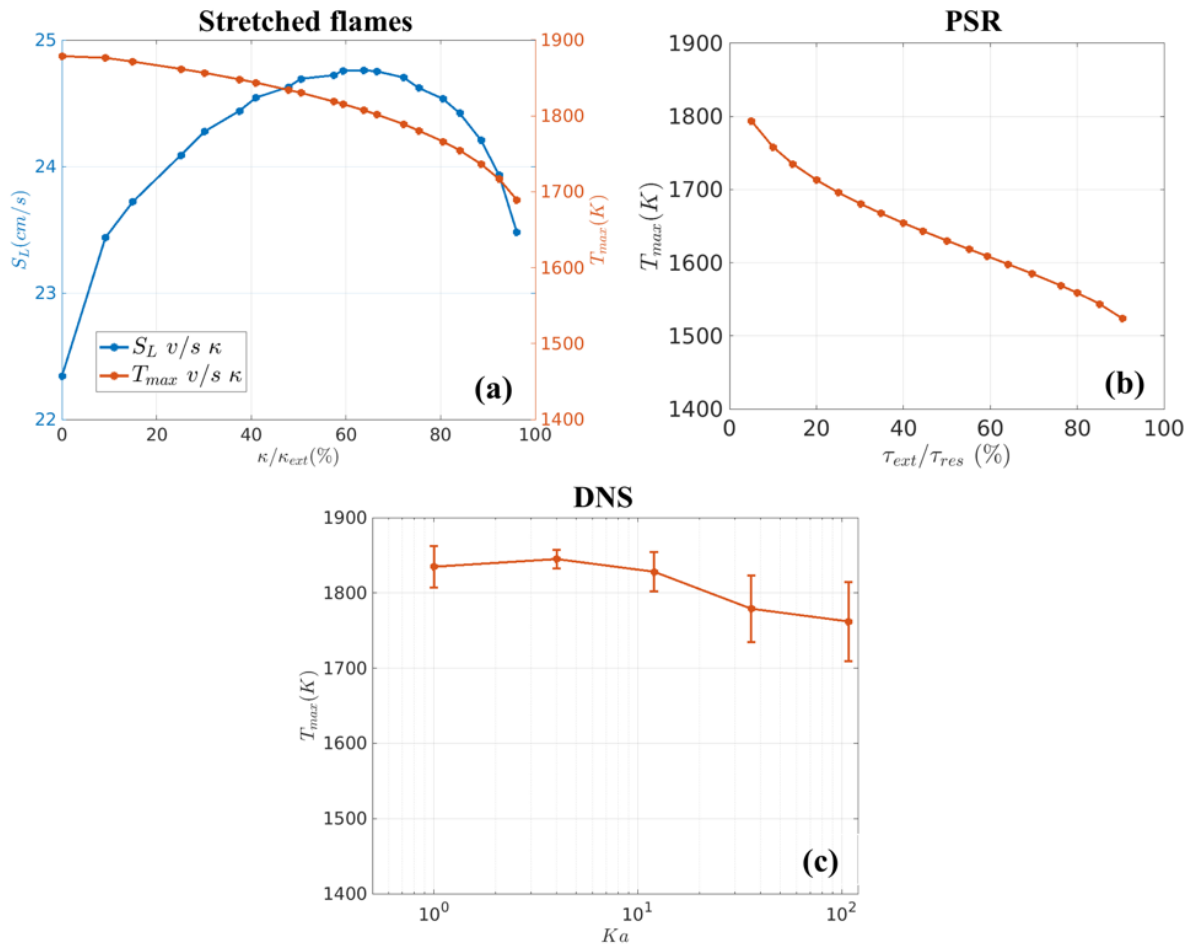 Stretched flames
25
24
23
22
S_L(cm/s)
1900
1800
1700
1600
1500
1400
T_max(K)
S_L v/s κ
T_max v/s κ
(a)
0 20 40 60 80 100
κ/κ_ext(%)
PSR
1900
1800
1700
1600
1500
1400
T_max(K)
(b)
0 20 40 60 80 100
τ_ext/τ_res (%)
DNS
1900
1800
1700
1600
1500
1400
T_max(K)
(c)
10^0 10^1 10^2
Ka